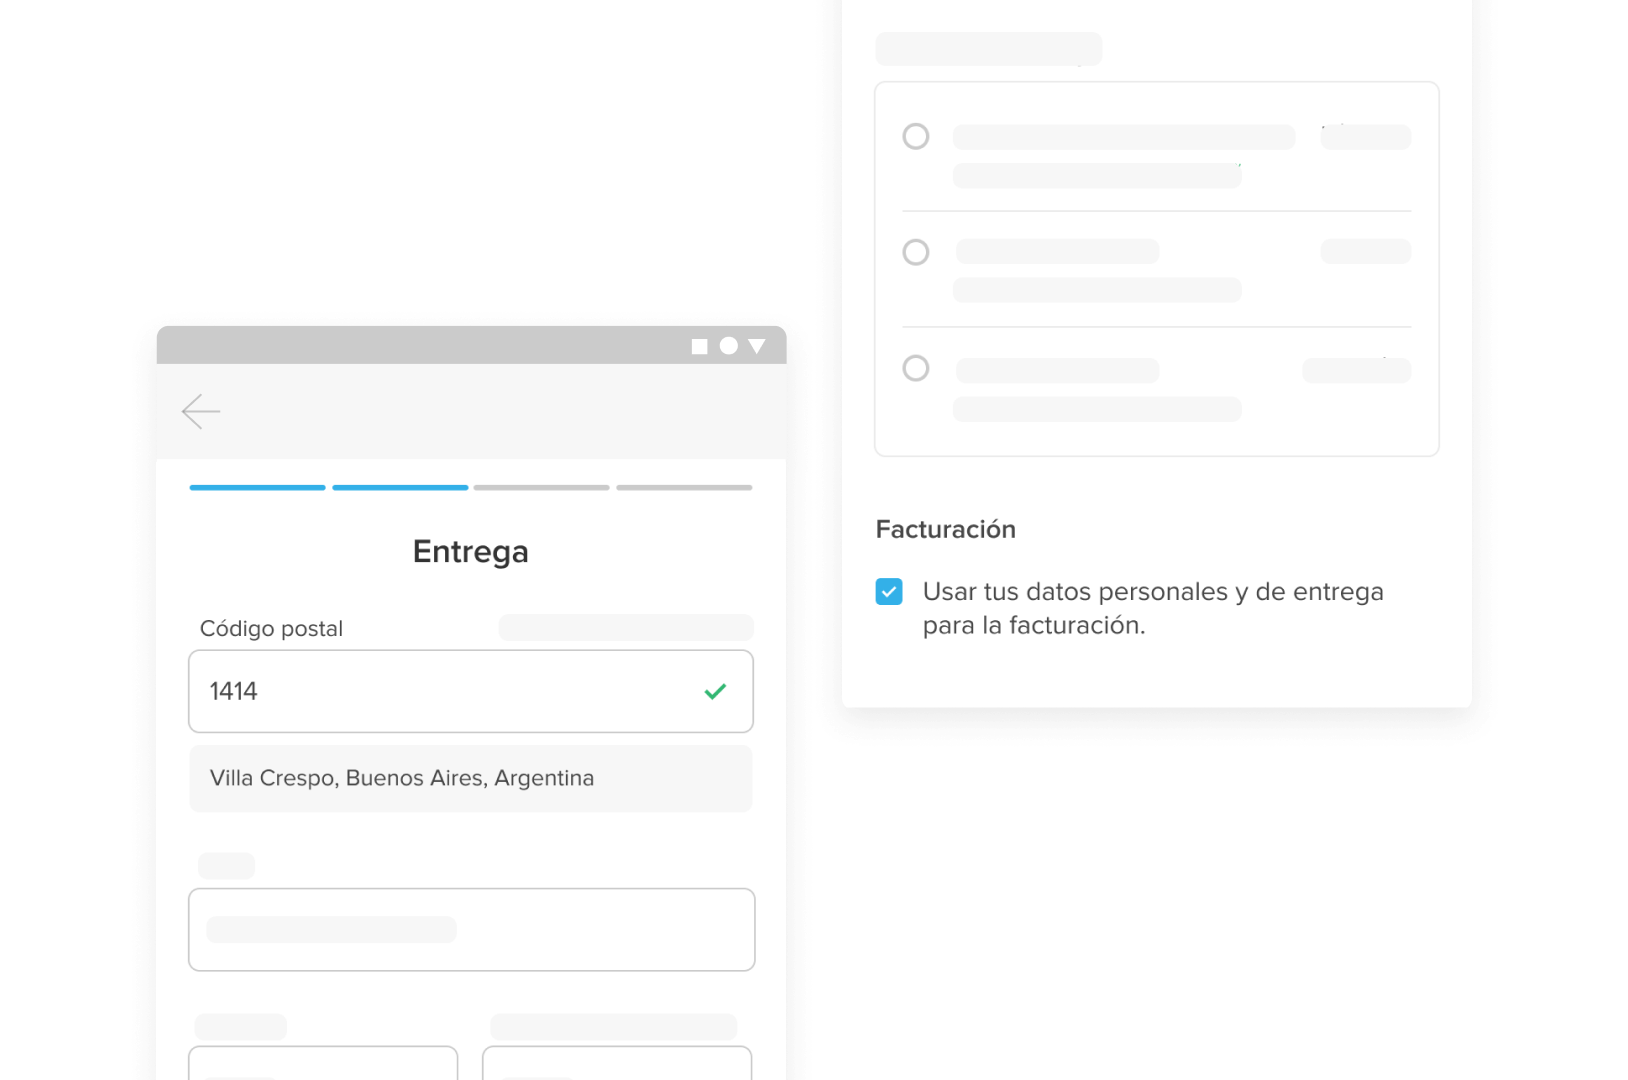 Entrega
Código postal
1414
Villa Crespo, Buenos Aires, Argentina
Facturación
Usar tus datos personales y de entrega
para la facturación.